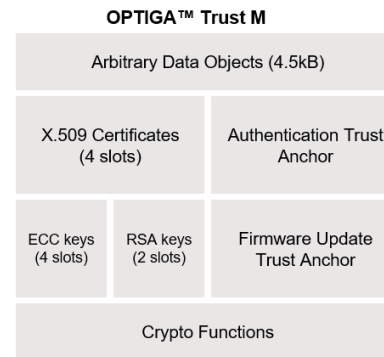 OPTIGA™ Trust M
Arbitrary Data Objects (4.5kB)
X.509 Certificates
(4 slots)
Authentication Trust
Anchor
ECC keys
(4 slots)
RSA keys
(2 slots)
Firmware Update
Trust Anchor
Crypto Functions